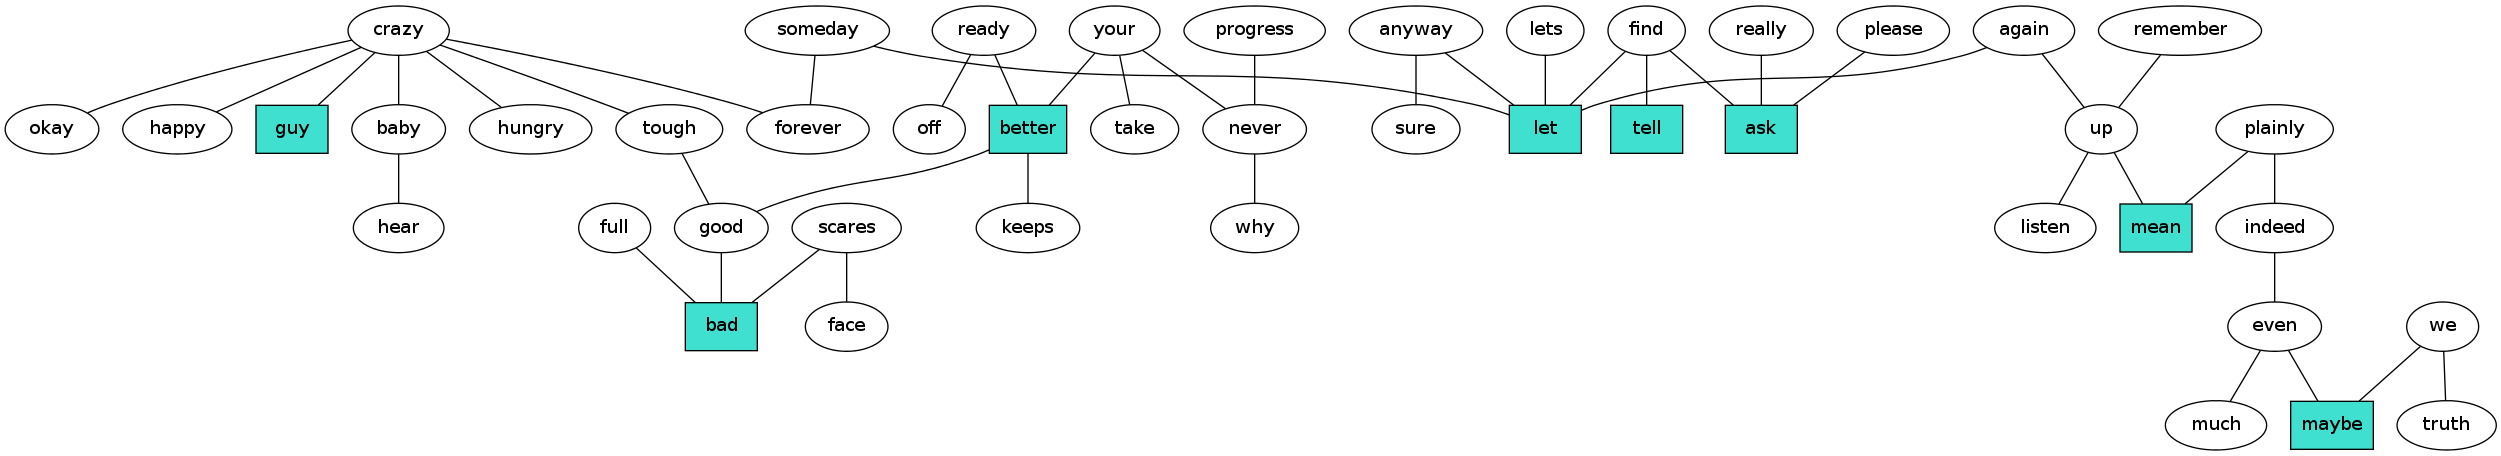 crazy
someday
ready
your
progress
anyway
lets
find
really
please
again
remember
okay
happy
guy
baby
hungry
tough
forever
off
better
take
never
sure
let
tell
ask
up
plainly
hear
full
good
scares
keeps
why
listen
mean
indeed
bad
face
even
we
much
maybe
truth